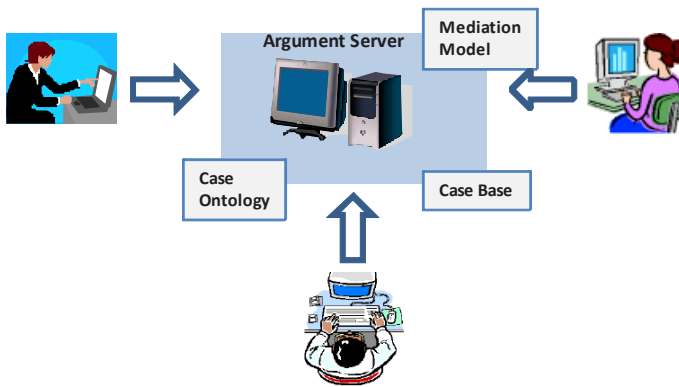 Argument Server
Mediation
Model
Case
Ontology
Case Base